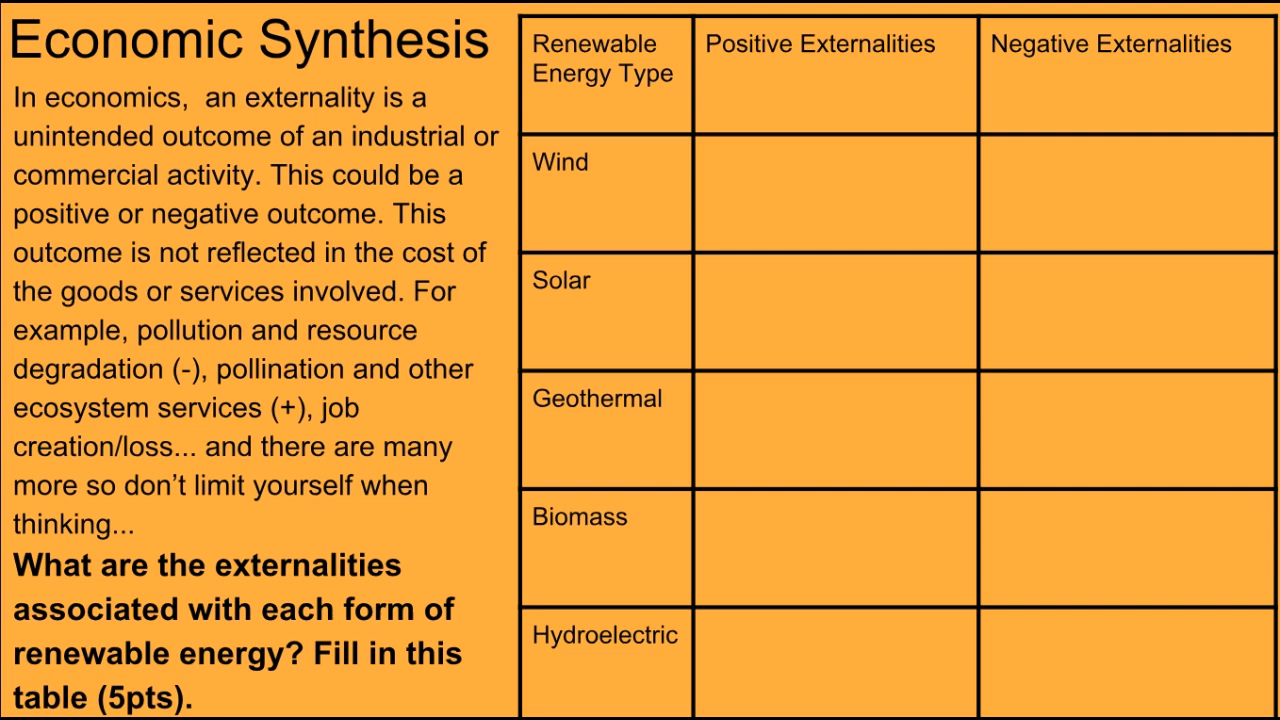 Economic Synthesis
In economics,  an externality is a
unintended outcome of an industrial or
commercial activity. This could be a
positive or negative outcome. This
outcome is not reflected in the cost of
the goods or services involved. For
example, pollution and resource
degradation (-), pollination and other
ecosystem services (+), job
creation/loss... and there are many
more so don’t limit yourself when
thinking...
What are the externalities
associated with each form of
renewable energy? Fill in this
table (5pts).
Renewable
Energy Type
Positive Externalities
Negative Externalities
Wind
Solar
Geothermal
Biomass
Hydroelectric